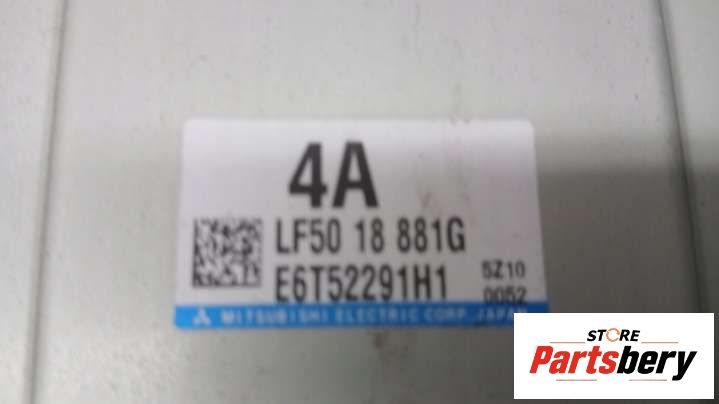 4A
LF50 18 881G
E6T52291H1
5Z10
0052
MITSUBISHI ELECTRIC CORP. JAPAN
STORE
Partsbery